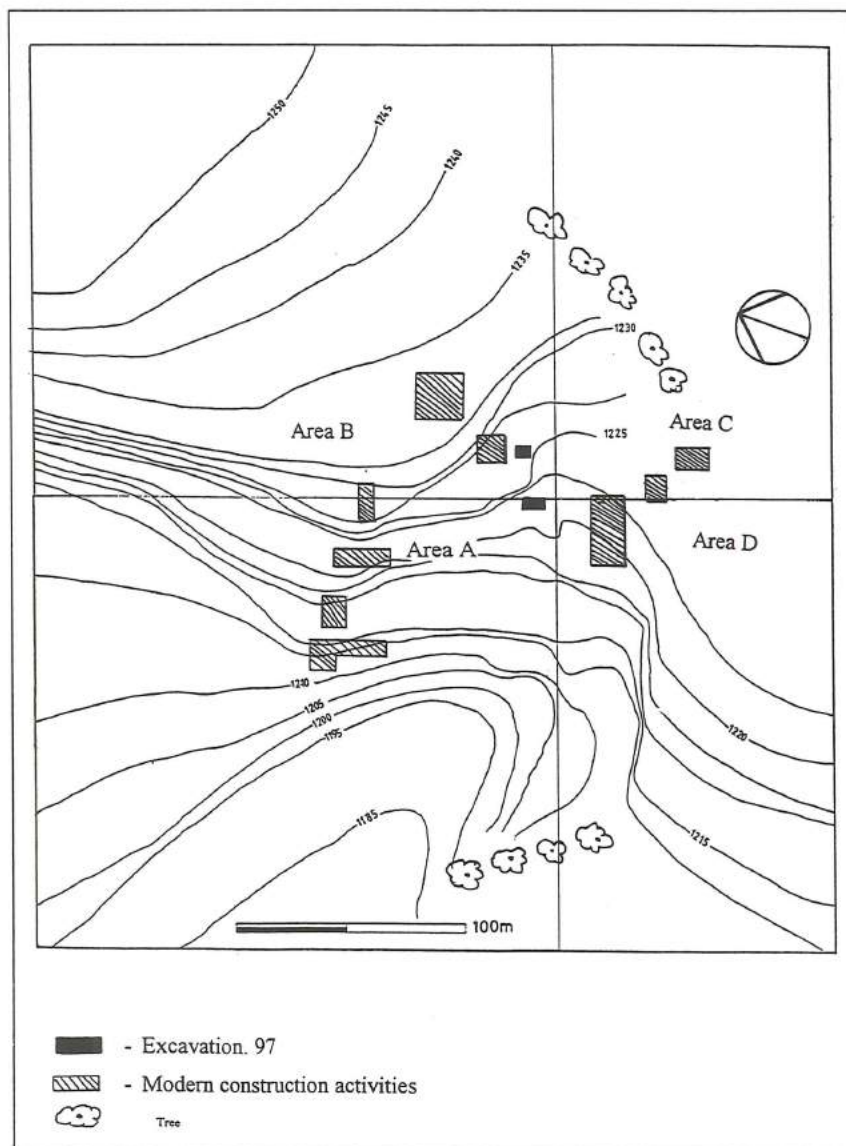 1250
1245
1240
1235
1230
1225
Area B
Area C
Area A
Area D
1210
1205
1200
1195
1220
1185
1215
100m
- Excavation. 97
- Modern construction activities
Tree